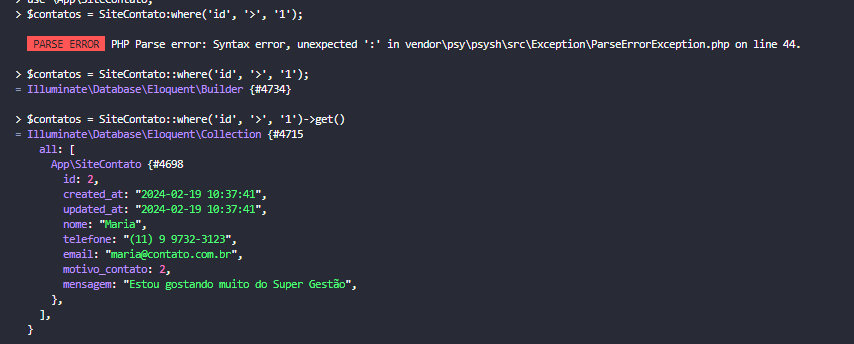 > use \App\SiteContato;
> $contatos = SiteContato:where('id', '>', '1');
PARSE ERROR PHP Parse error: Syntax error, unexpected ':' in vendor\psy\psysh\src\Exception\ParseErrorException.php on line 44.
> $contatos = SiteContato::where('id', '>', '1');
= Illuminate\Database\Eloquent\Builder {#4734}
> $contatos = SiteContato::where('id', '>', '1')->get()
= Illuminate\Database\Eloquent\Collection {#4715
all: [
App\SiteContato {#4698
id: 2,
created_at: "2024-02-19 10:37:41",
updated_at: "2024-02-19 10:37:41",
nome: "Maria",
telefone: "(11) 9 9732-3123",
email: "maria@contato.com.br",
motivo_contato: 2,
mensagem: "Estou gostando muito do Super Gestão",
},
],
}